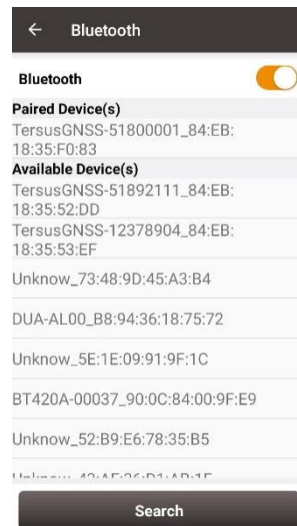 Bluetooth
Bluetooth
Paired Device(s)
TersusGNSS-51800001_84:EB:
18:35:F0:83
Available Device(s)
TersusGNSS-51892111_84:EB:
18:35:52:DD
TersusGNSS-12378904_84:EB:
18:35:53:EF
Unknow_73:48:9D:45:A3:B4
DUA-AL00_B8:94:36:18:75:72
Unknow_5E:1E:09:91:9F:1C
BT420A-00037_90:0C:84:00:9F:E9
Unknow_52:B9:E6:78:35:B5
Search